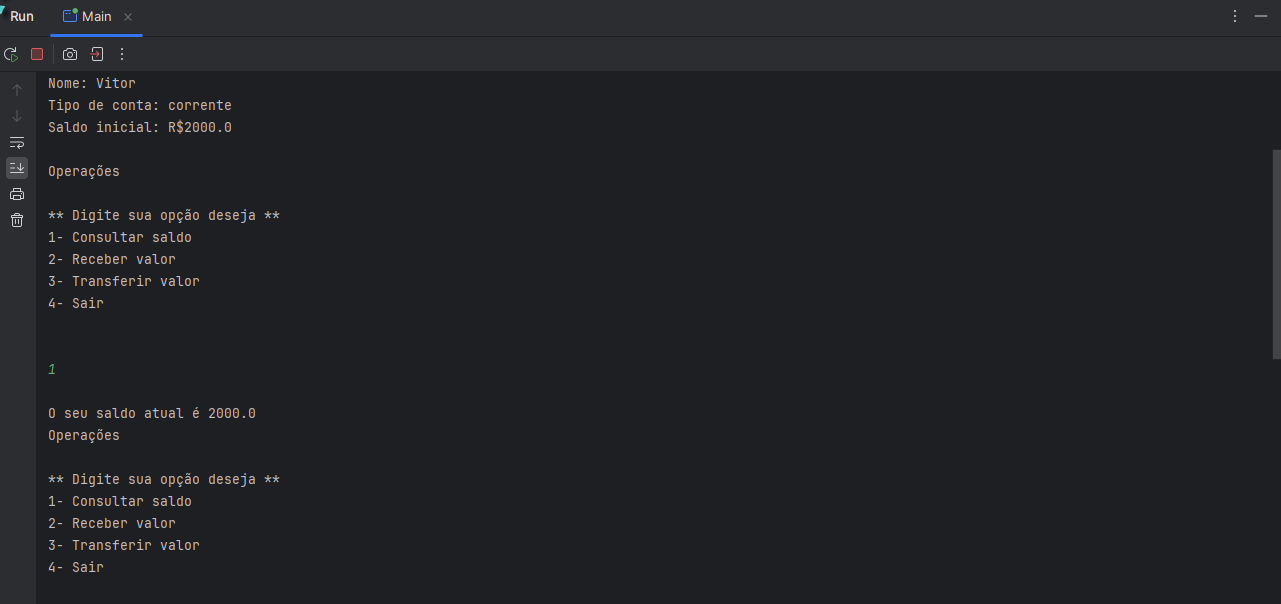 Run Main
Nome: Vitor
Tipo de conta: corrente
Saldo inicial: R$2000.0
Operações
** Digite sua opção deseja **
1- Consultar saldo
2- Receber valor
3- Transferir valor
4- Sair
1
O seu saldo atual é 2000.0
Operações
** Digite sua opção deseja **
1- Consultar saldo
2- Receber valor
3- Transferir valor
4- Sair